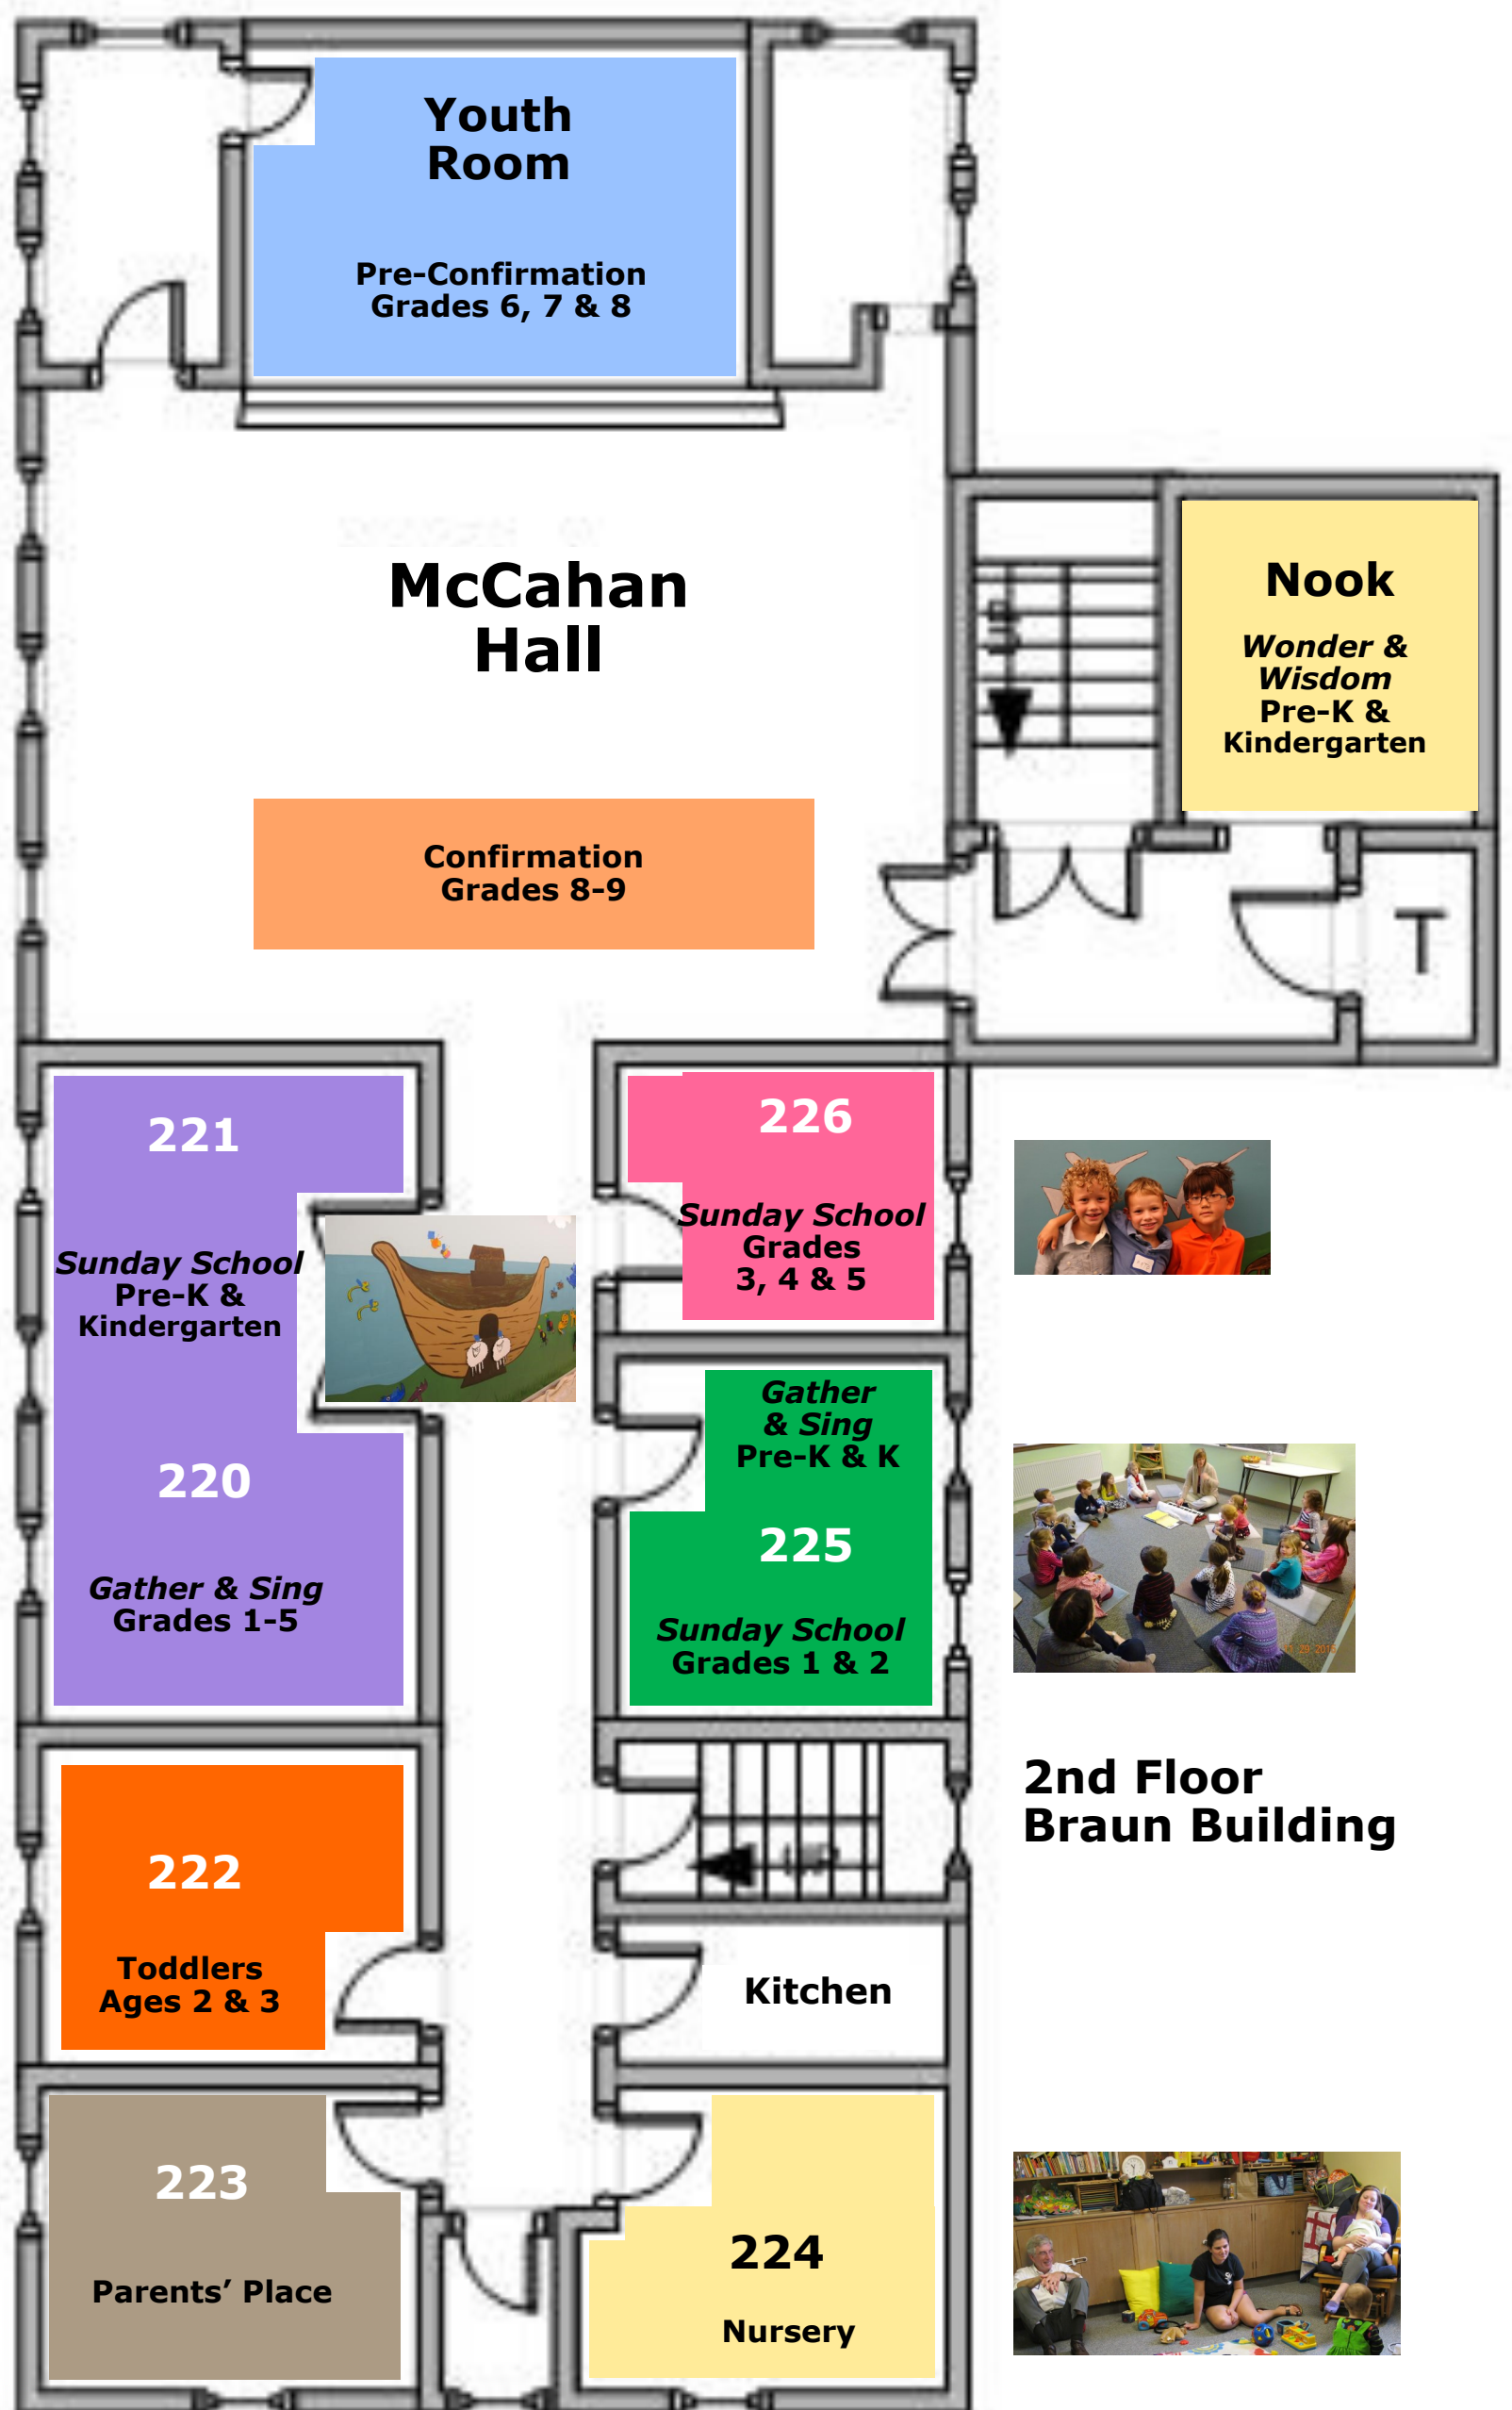 Youth
Room
Pre-Confirmation
Grades 6, 7 & 8
McCahan
Hall
Nook
Wonder &
Wisdom
Pre-K &
Kindergarten
Confirmation
Grades 8-9
T
221
Sunday School
Pre-K &
Kindergarten
226
Sunday School
Grades
3, 4 & 5
Gather
& Sing
Pre-K & K
225
Sunday School
Grades 1 & 2
220
Gather & Sing
Grades 1-5
2nd Floor
Braun Building
222
Toddlers
Ages 2 & 3
Kitchen
223
Parents’ Place
224
Nursery